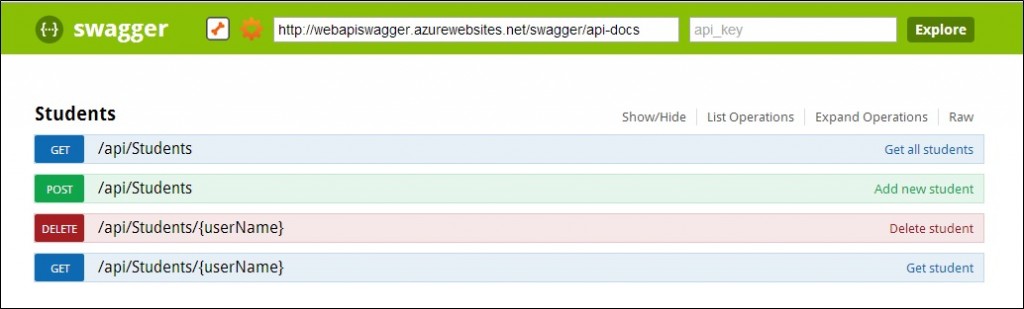 {··} swagger http://webapiswagger.azurewebsites.net/swagger/api-docs api_key Explore
Students Show/Hide List Operations Expand Operations Raw
GET /api/Students Get all students
POST /api/Students Add new student
DELETE /api/Students/{userName} Delete student
GET /api/Students/{userName} Get student